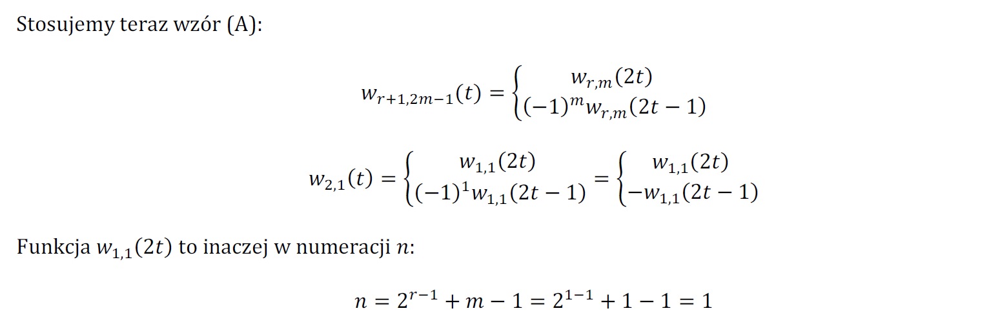 Stosujemy teraz wzór (A):
$w_{r+1,2m-1}(t) = \begin{cases} w_{r,m}(2t) \\ (-1)^m w_{r,m}(2t-1) \end{cases}$
$w_{2,1}(t) = \begin{cases} w_{1,1}(2t) \\ (-1)^1 w_{1,1}(2t-1) \end{cases} = \begin{cases} w_{1,1}(2t) \\ -w_{1,1}(2t-1) \end{cases}$
Funkcja $w_{1,1}(2t)$ to inaczej w numeracji $n$:
$n = 2^{r-1} + m - 1 = 2^{1-1} + 1 - 1 = 1$